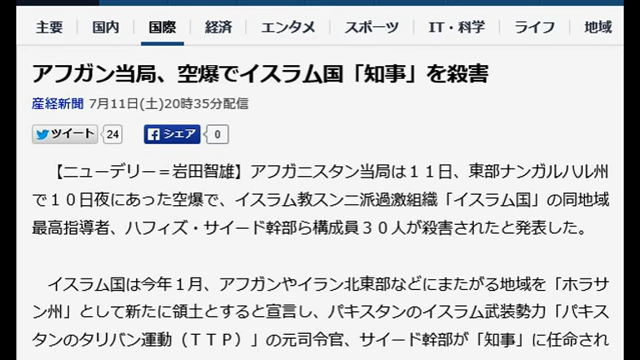 主要 国内 国際 経済 エンタメ スポーツ IT・科学 ライフ 地域
アフガン当局、空爆でイスラム国「知事」を殺害
産経新聞 7月11日(土)20時35分配信
ツイート 24 シェア 0
【ニューデリー＝岩田智雄】アフガニスタン当局は１１日、東部ナンガルハル州
で１０日夜にあった空爆で、イスラム教スンニ派過激組織「イスラム国」の同地域
最高指導者、ハフィズ・サイード幹部ら構成員３０人が殺害されたと発表した。
イスラム国は今年１月、アフガンやイラン北東部などにまたがる地域を「ホラサ
ン州」として新たに領土とすると宣言し、パキスタンのイスラム武装勢力「パキス
タンのタリバン運動（ＴＴＰ）」の元司令官、サイード幹部が「知事」に任命され